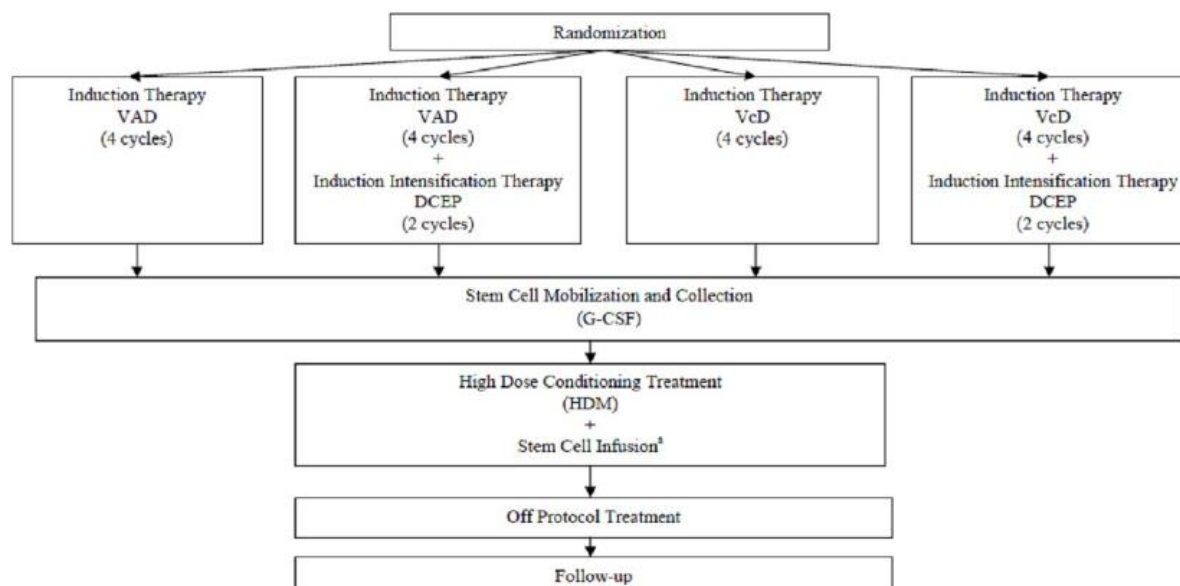 Randomization
Induction Therapy
VAD
(4 cycles)
Induction Therapy
VAD
(4 cycles)
+
Induction Intensification Therapy
DCEP
(2 cycles)
Induction Therapy
VcD
(4 cycles)
Induction Therapy
VcD
(4 cycles)
+
Induction Intensification Therapy
DCEP
(2 cycles)
Stem Cell Mobilization and Collection
(G-CSF)
High Dose Conditioning Treatment
(HDM)
+
Stem Cell Infusionª
Off Protocol Treatment
Follow-up